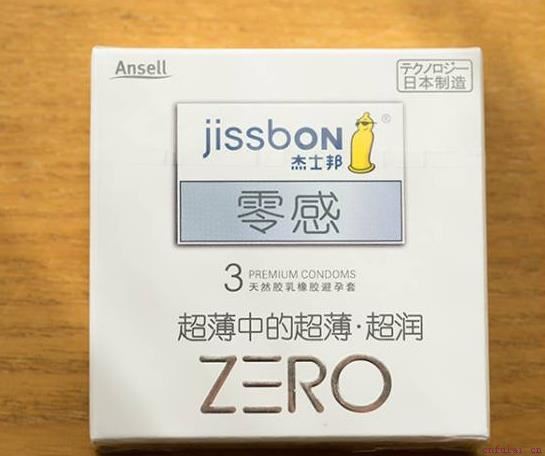 Ansell
テクノロジー
日本制造
jissbon®
杰士邦
零感
3 PREMIUM CONDOMS
天然胶乳橡胶避孕套
超薄中的超薄·超润
ZERO